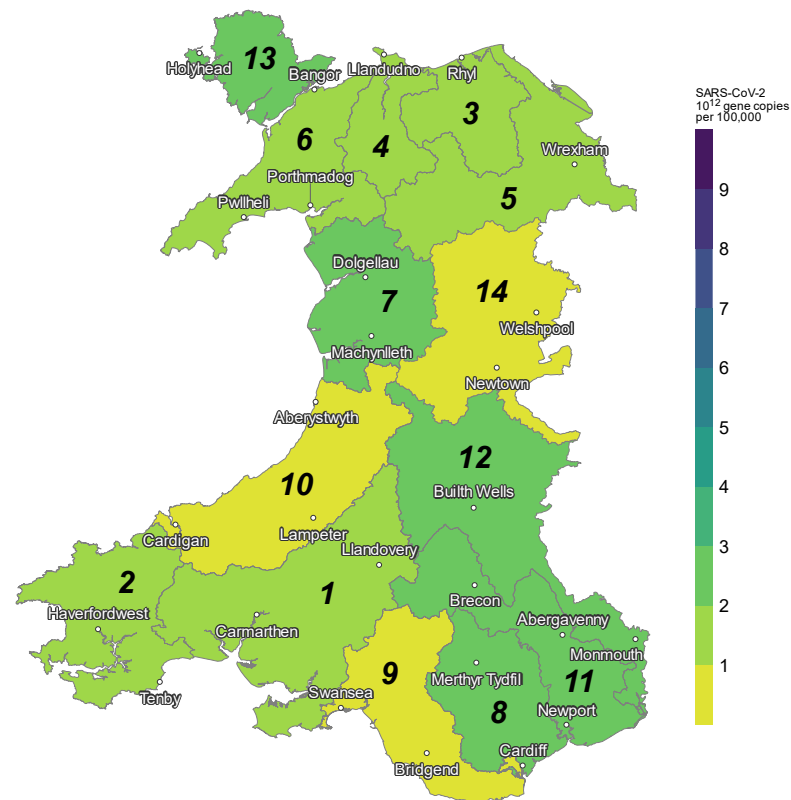 13
Holyhead
Bangor
Llandudno
Rhyl
SARS-CoV-2
10¹² gene copies
per 100,000
6
4
3
Wrexham
Porthmadog
Pwllheli
5
9
8
7
6
5
4
3
2
1
Dolgellau
7
14
Welshpool
Machynlleth
Newtown
Aberystwyth
12
10
Builth Wells
Cardigan
Lampeter
Llandovery
2
1
Brecon
Haverfordwest
Carmarthen
Abergavenny
Monmouth
9
Merthyr Tydfil
11
Tenby
Swansea
8
Newport
Cardiff
Bridgend